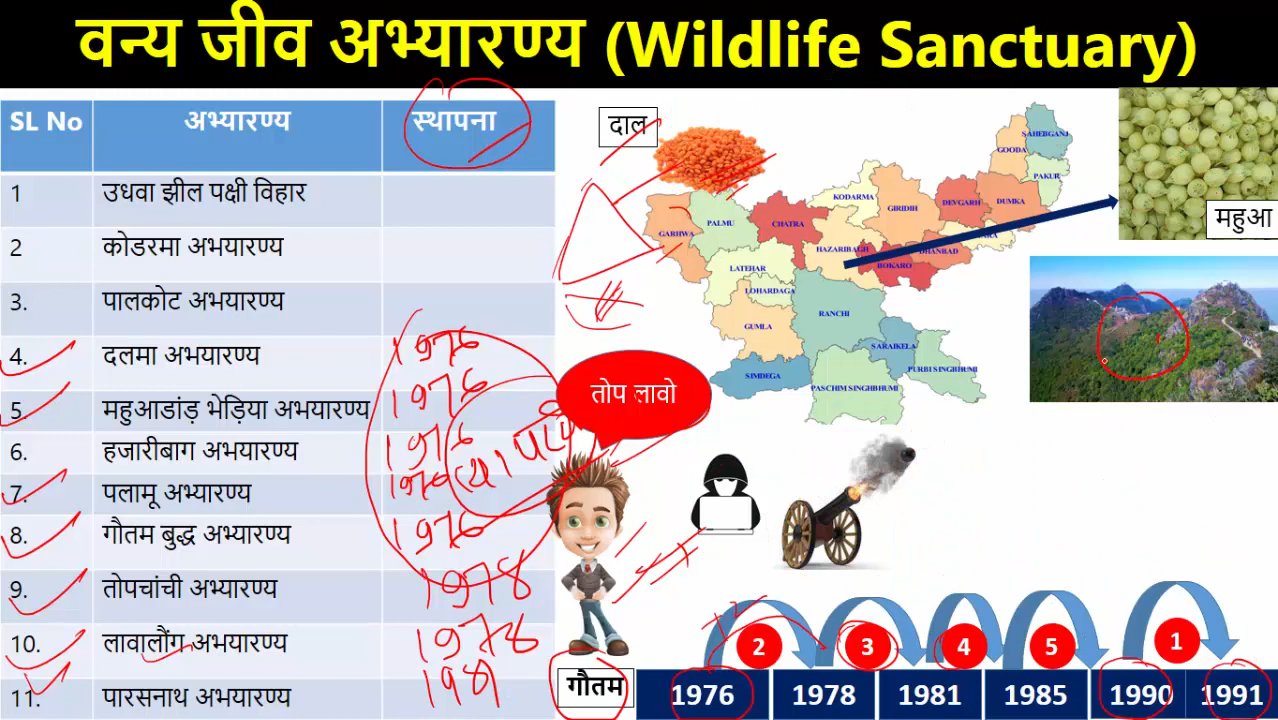 वन्य जीव अभ्यारण्य (Wildlife Sanctuary)
SL No अभ्यारण्य स्थापना
1 उधवा झील पक्षी विहार
2 कोडरमा अभयारण्य
3. पालकोट अभयारण्य
4. दलमा अभयारण्य 1976
5 महुआडांड़ भेड़िया अभयारण्य 1976
6. हजारीबाग अभयारण्य 1976
7. पलामू अभ्यारण्य 1976
8. गौतम बुद्ध अभ्यारण्य 1976
9. तोपचांची अभ्यारण्य 1978
10. लावालौंग अभयारण्य 1978
11. पारसनाथ अभयारण्य 1981
दाल
SAHEBGANJ
GOODA
PAKUR
KODARMA
GIRIDIH
DEVGARH
DUMKA
PALMU
CHATRA
GARHWA
HAZARIBAGH
DHANBAD
BOKARO
LATEHAR
LOHARDAGA
RANCHI
GUMLA
SARAIKELA
SIMDEGA
PURBI SINGBHUMI
PASCHIM SINGHBHUMI
महुआ
तोप लावो
गौतम
2 3 4 5 1
1976 1978 1981 1985 1990 1991